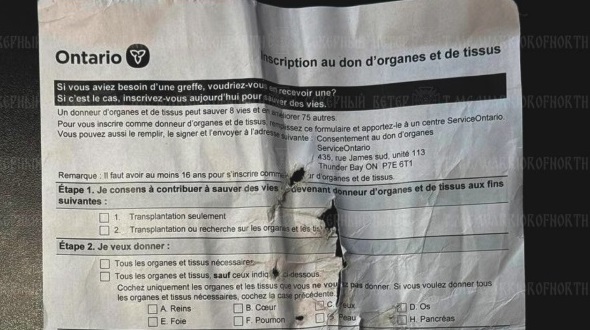 Ontario
Inscription au don d'organes et de tissus
Si vous aviez besoin d'une greffe, voudriez-vous en recevoir une?
Si c'est le cas, inscrivez-vous aujourd'hui pour sauver des vies.
Un donneur d'organes et de tissus peut sauver 8 vies et en améliorer 75 autres.
Pour vous inscrire comme donneur d'organes et de tissus, remplissez ce formulaire et apportez-le à un centre ServiceOntario.
Vous pouvez aussi le remplir, le signer et l'envoyer à l'adresse suivante : Consentement au don d'organes
ServiceOntario
435, rue James sud, unité 113
Thunder Bay ON P7E 6T1
Remarque : Il faut avoir au moins 16 ans pour s'inscrire comme d'organes et de tissus.
Étape 1. Je consens à contribuer à sauver des vies devenant donneur d'organes et de tissus aux fins
suivantes :
1. Transplantation seulement
2. Transplantation ou recherche sur les organes et les
Étape 2. Je veux donner :
Tous les organes et tissus nécessaires
Tous les organes et tissus, sauf ceux ci-dessous.
Cochez uniquement les organes et les tissus que vous ne voulez pas donner. Si vous voulez donner tous
les organes et tissus nécessaires, cochez la case précédente.
A. Reins B. Cœur C. Yeux D. Os
E. Foie F. Poumon Peau H. Pancréas